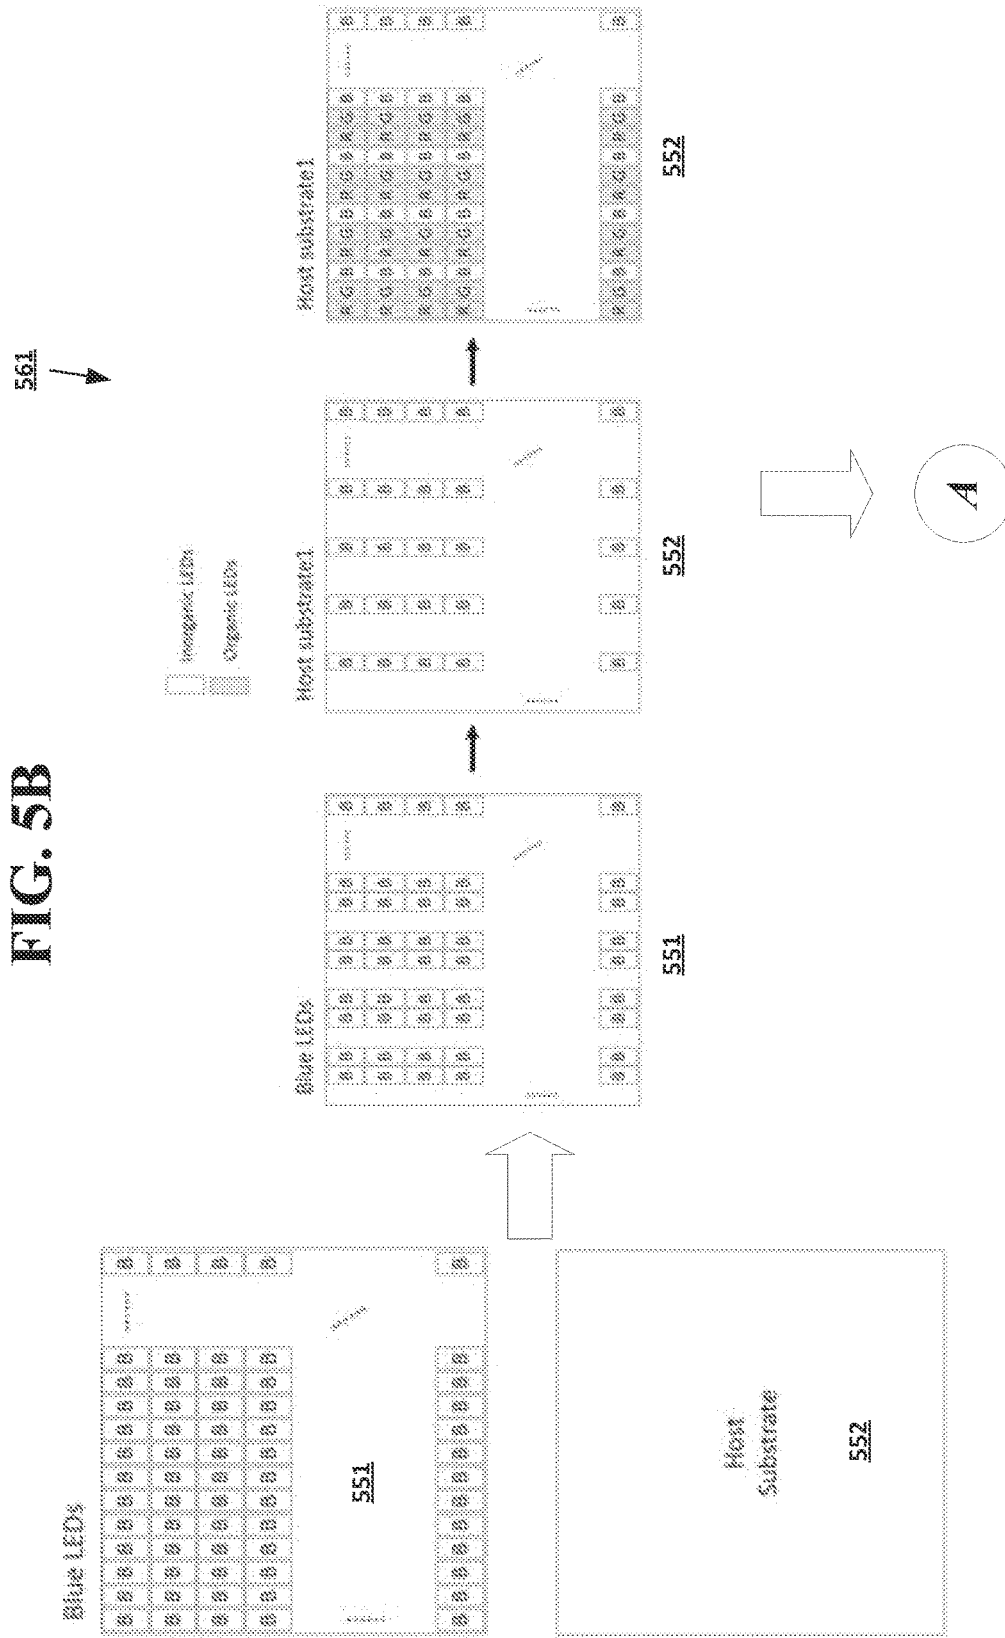 FIG. 5B
561
Inorganic LEDs
Organic LEDs
Blue LEDs
B B B B B B B B B B B B B
B B B B B B B B B B B B B
B B B B B B B B B B B B B
B B B B B B B B B B B B B
551
B B B B B B B B B B B B B
Host
Substrate
552
Blue LEDs
B B B B B B B B B
B B B B B B B B B
B B B B B B B B B
B B B B B B B B B
B B B B B B B B B
551
Host substrate1
B B B B B
B B B B B
B B B B B
B B B B B
B B B B B
552
Host substrate1
R G B R G B R G B R G B B
R G B R G B R G B R G B B
R G B R G B R G B R G B B
R G B R G B R G B R G B B
R G B R G B R G B R G B B
552
A